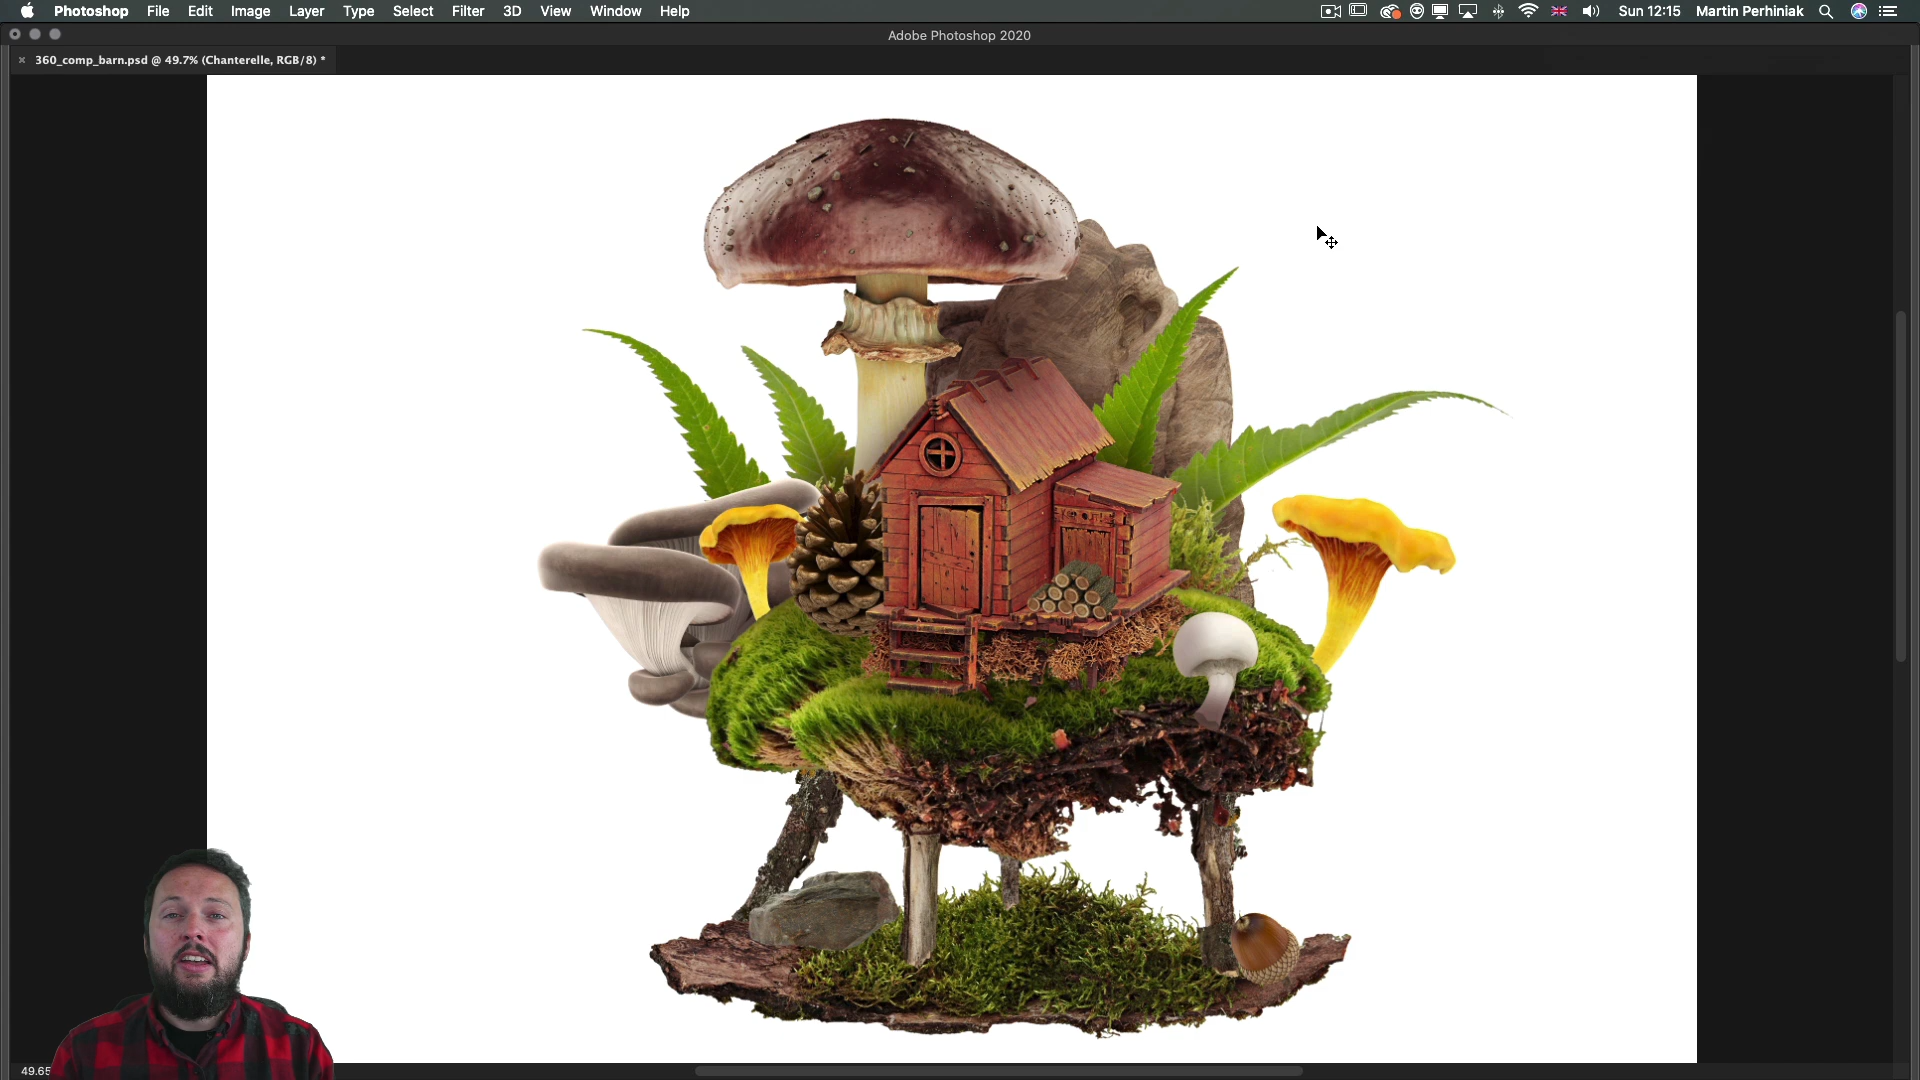 Photoshop File Edit Image Layer Type Select Filter 3D View Window Help Sun 12:15 Martin Perhiniak
Adobe Photoshop 2020
360_comp_barn.psd @ 49.7% (Chanterelle, RGB/8) *
49.65